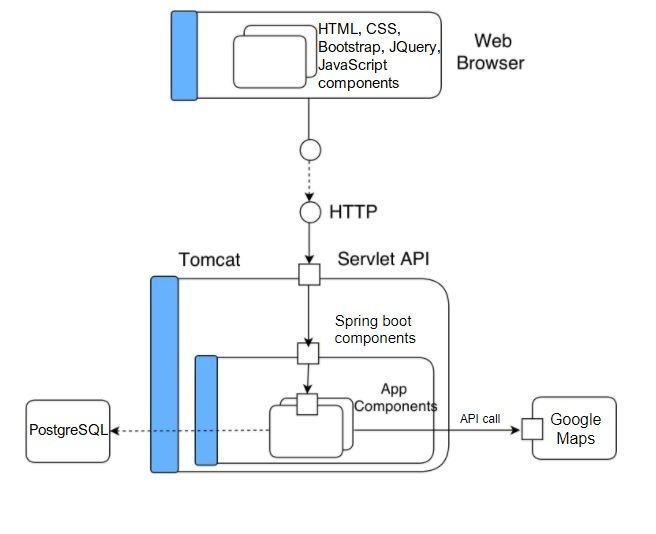 HTML, CSS,
Bootstrap, JQuery,
JavaScript
components
Web
Browser
HTTP
Tomcat
Servlet API
Spring boot
components
App
Components
PostgreSQL
API call
Google
Maps